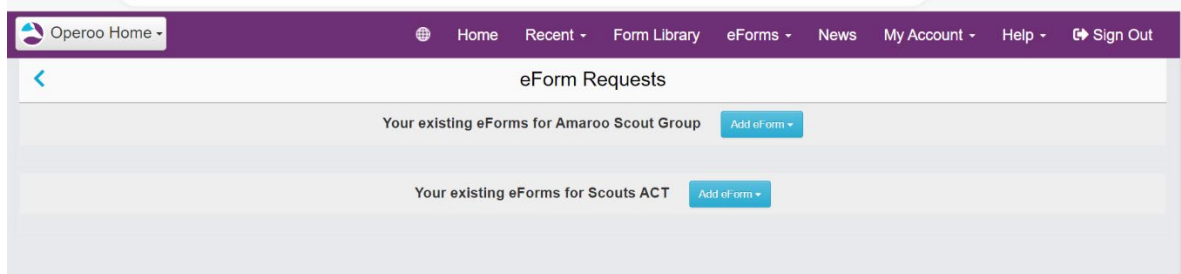 Operoo Home Home Recent Form Library eForms News My Account Help Sign Out
eForm Requests
Your existing eForms for Amaroo Scout Group Add eForm
Your existing eForms for Scouts ACT Add eForm